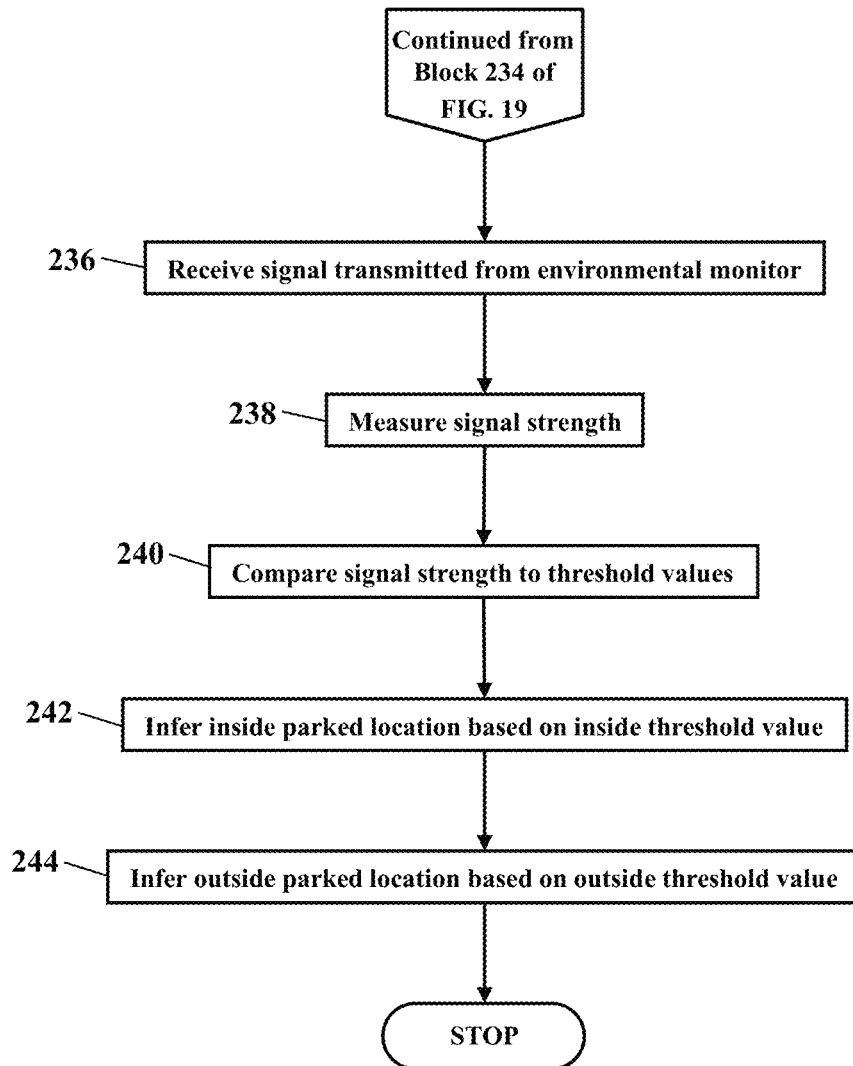 Continued from
Block 234 of
FIG. 19
236
Receive signal transmitted from environmental monitor
238
Measure signal strength
240
Compare signal strength to threshold values
242
Infer inside parked location based on inside threshold value
244
Infer outside parked location based on outside threshold value
STOP